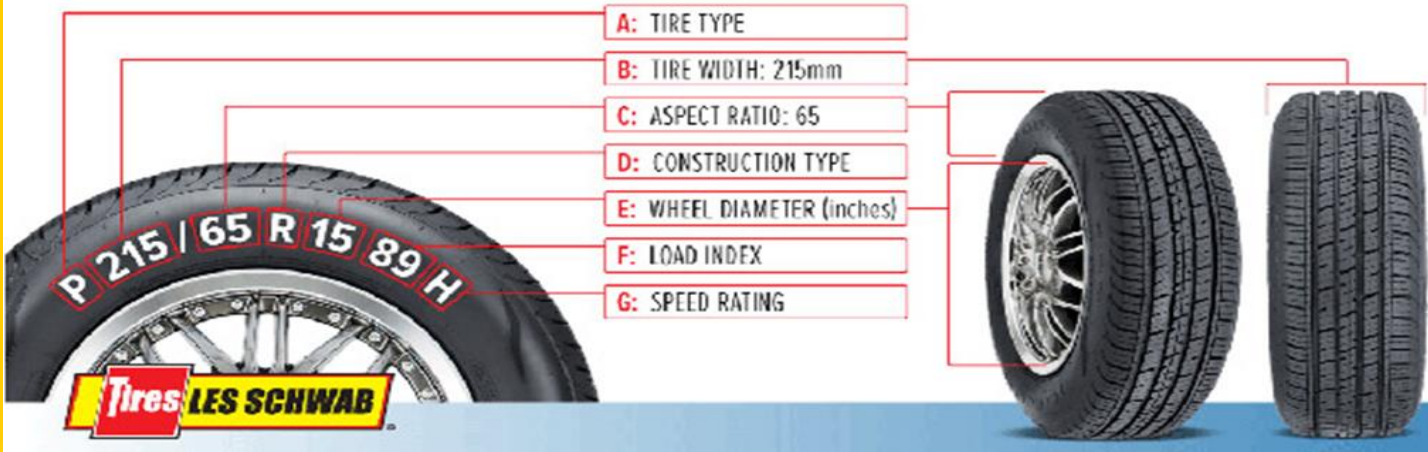 A: TIRE TYPE
B: TIRE WIDTH: 215mm
C: ASPECT RATIO: 65
D: CONSTRUCTION TYPE
E: WHEEL DIAMETER (inches)
F: LOAD INDEX
G: SPEED RATING
P 215 / 65 R 15 89 H
Tires LES SCHWAB